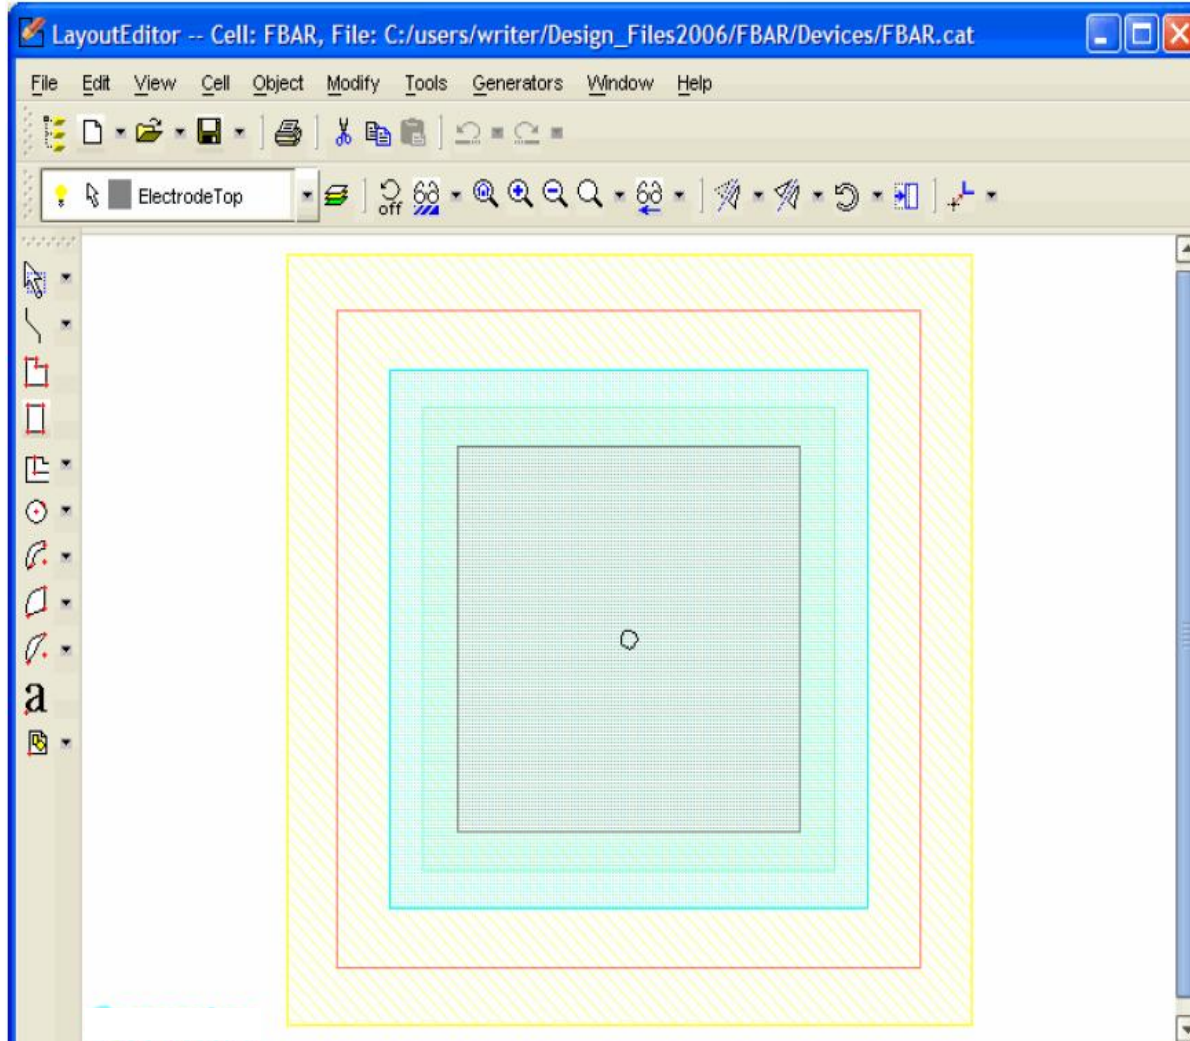 LayoutEditor -- Cell: FBAR, File: C:/users/writer/Design_Files2006/FBAR/Devices/FBAR.cat
File Edit View Cell Object Modify Tools Generators Window Help
ElectrodeTop
off
a